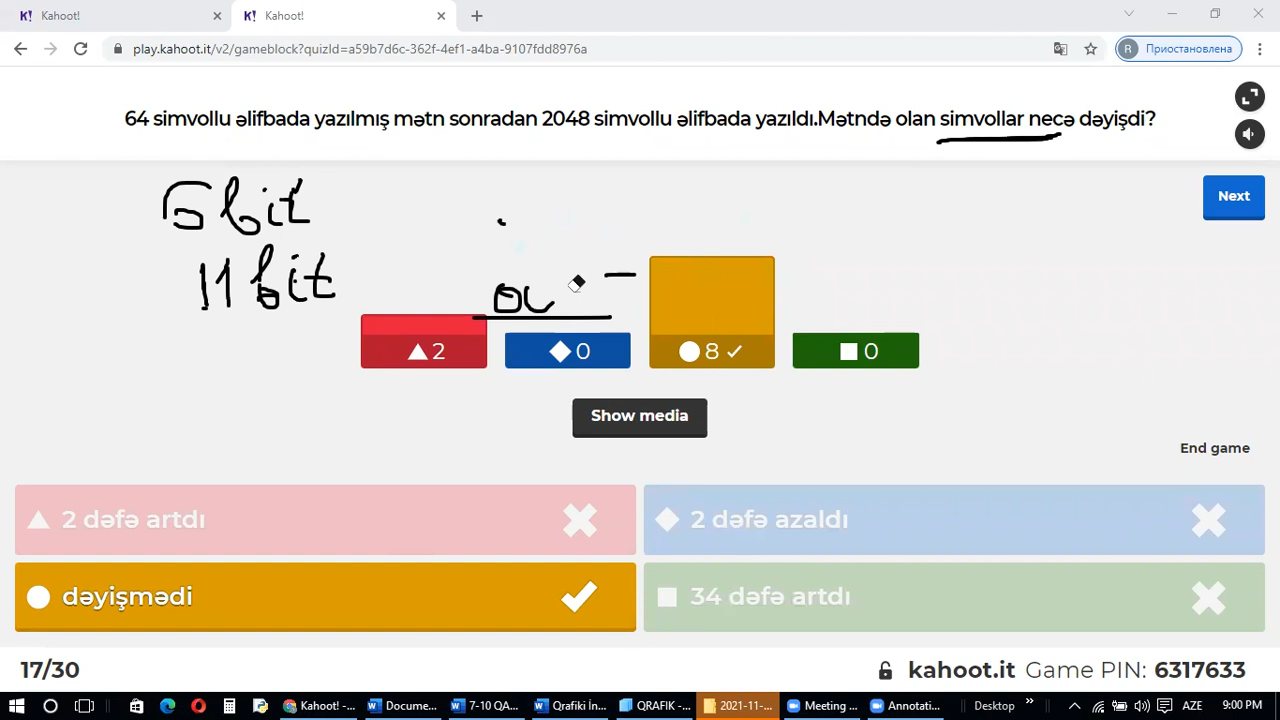 Kahoot!
Kahoot!
play.kahoot.it/v2/gameblock?quizId=a59b7d6c-362f-4ef1-a4ba-9107fdd8976a
R Приостановлена
64 simvollu əlifbada yazılmış mətn sonradan 2048 simvollu əlifbada yazıldı.Mətndə olan simvollar necə dəyişdi?
Next
6 bit
11 bit
2
0
8
0
Show media
End game
2 dəfə artdı
2 dəfə azaldı
dəyişmədi
34 dəfə artdı
17/30
kahoot.it Game PIN: 6317633
Kahoot! -...
Docume...
7-10 QA...
Qrafiki İn...
QRAFIK -...
2021-11-...
Meeting ...
Annotati...
Desktop
AZE
9:00 PM